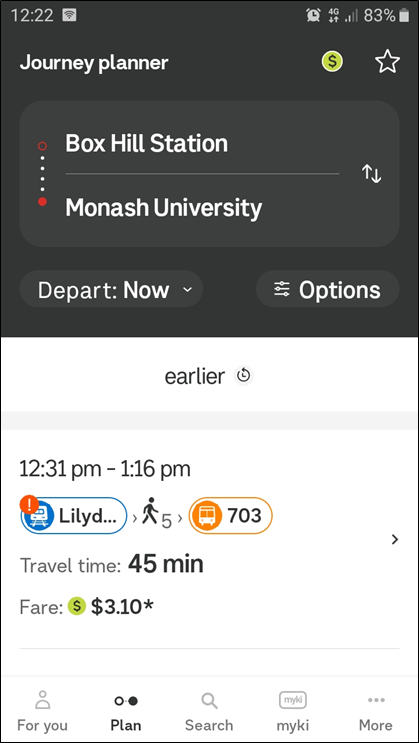 12:22 4G 83%
Journey planner $
Box Hill Station
Monash University
Depart: Now Options
earlier
12:31 pm - 1:16 pm
! Lilyd... › 5 › 703
Travel time: 45 min
Fare: $ $3.10*
For you Plan Search myki myki More